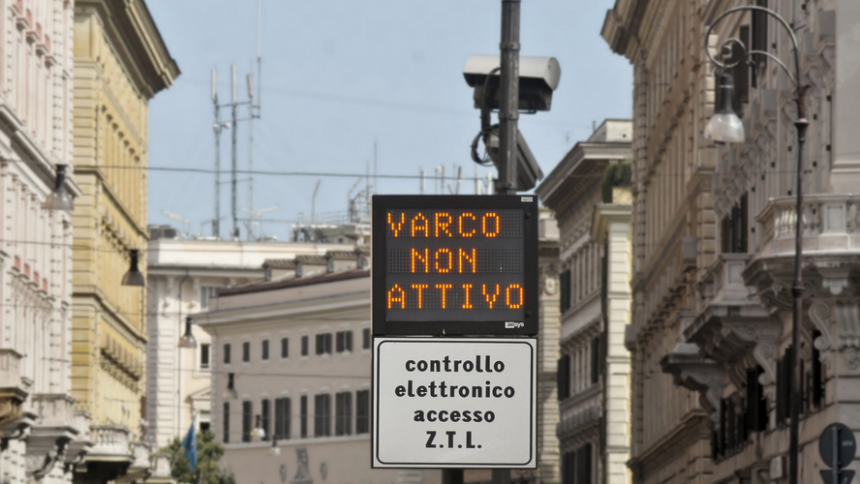 VARCO
NON
ATTIVO
controllo
elettronico
accesso
Z.T.L.